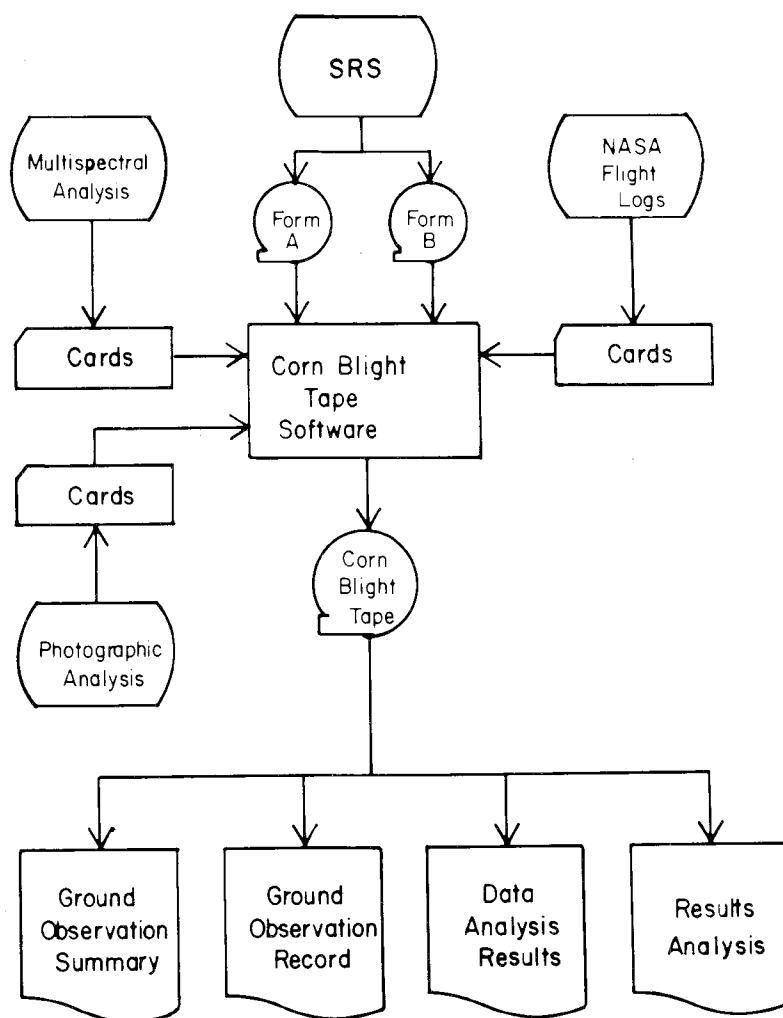 SRS
Multispectral
Analysis
NASA
Flight
Logs
Form
A
Form
B
Cards
Corn Blight
Tape
Software
Cards
Cards
Corn
Blight
Tape
Photographic
Analysis
Ground
Observation
Summary
Ground
Observation
Record
Data
Analysis
Results
Results
Analysis